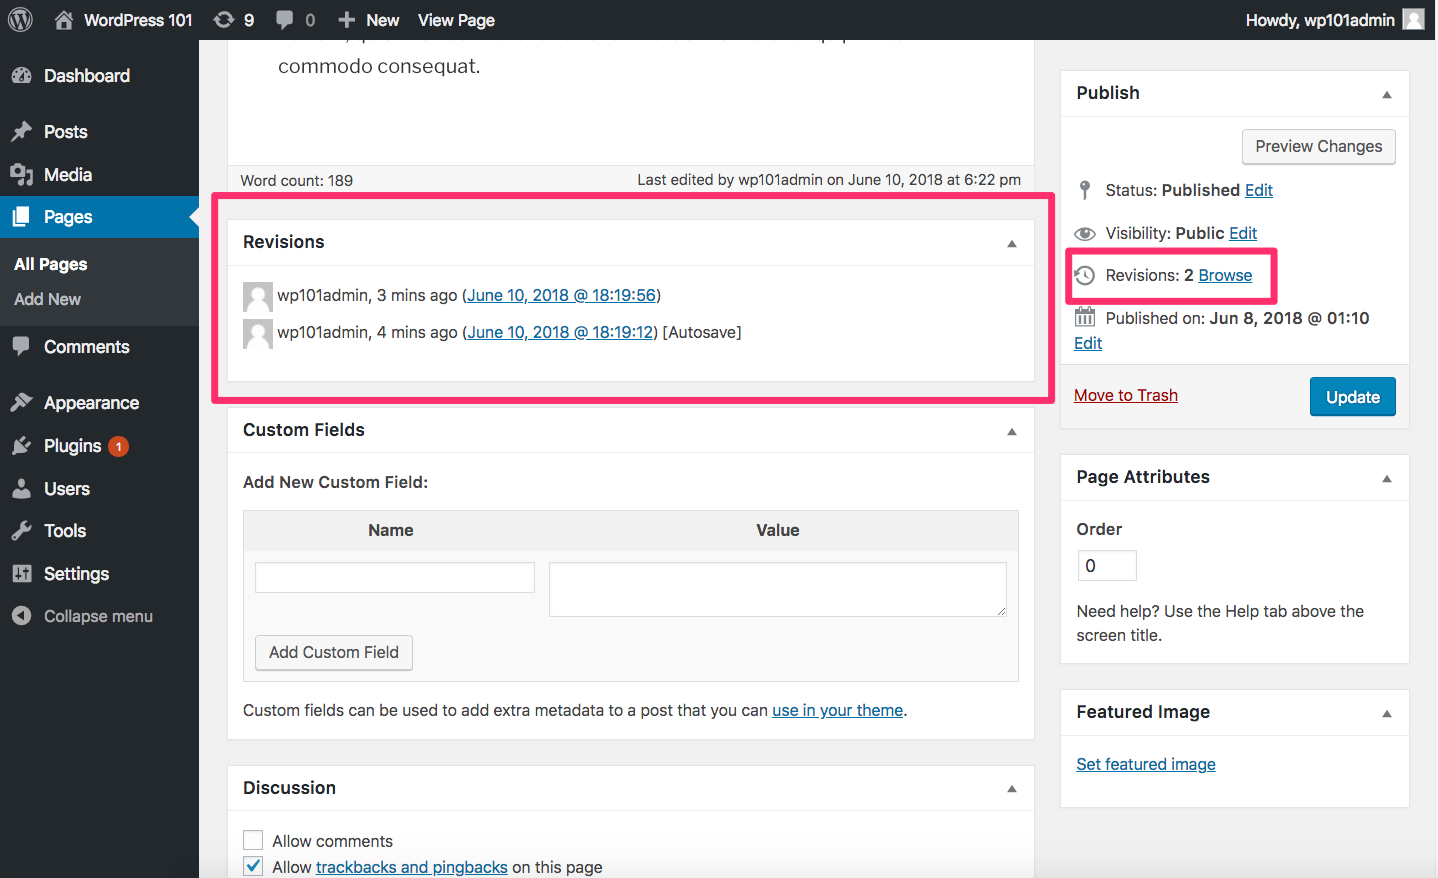 WordPress 101 9 0 New View Page Howdy, wp101admin
Dashboard
Posts
Media
Pages
All Pages
Add New
Comments
Appearance
Plugins 1
Users
Tools
Settings
Collapse menu
commodo consequat.
Word count: 189 Last edited by wp101admin on June 10, 2018 at 6:22 pm
Revisions
wp101admin, 3 mins ago (June 10, 2018 @ 18:19:56)
wp101admin, 4 mins ago (June 10, 2018 @ 18:19:12) [Autosave]
Custom Fields
Add New Custom Field:
Name Value
Add Custom Field
Custom fields can be used to add extra metadata to a post that you can use in your theme.
Discussion
Allow comments
Allow trackbacks and pingbacks on this page
Publish
Preview Changes
Status: Published Edit
Visibility: Public Edit
Revisions: 2 Browse
Published on: Jun 8, 2018 @ 01:10
Edit
Move to Trash Update
Page Attributes
Order
0
Need help? Use the Help tab above the
screen title.
Featured Image
Set featured image